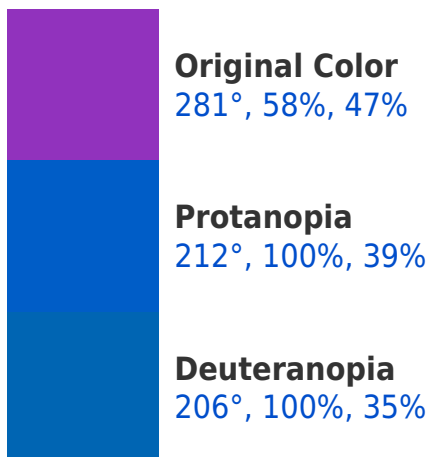 Original Color
281°, 58%, 47%
Protanopia
212°, 100%, 39%
Deuteranopia
206°, 100%, 35%